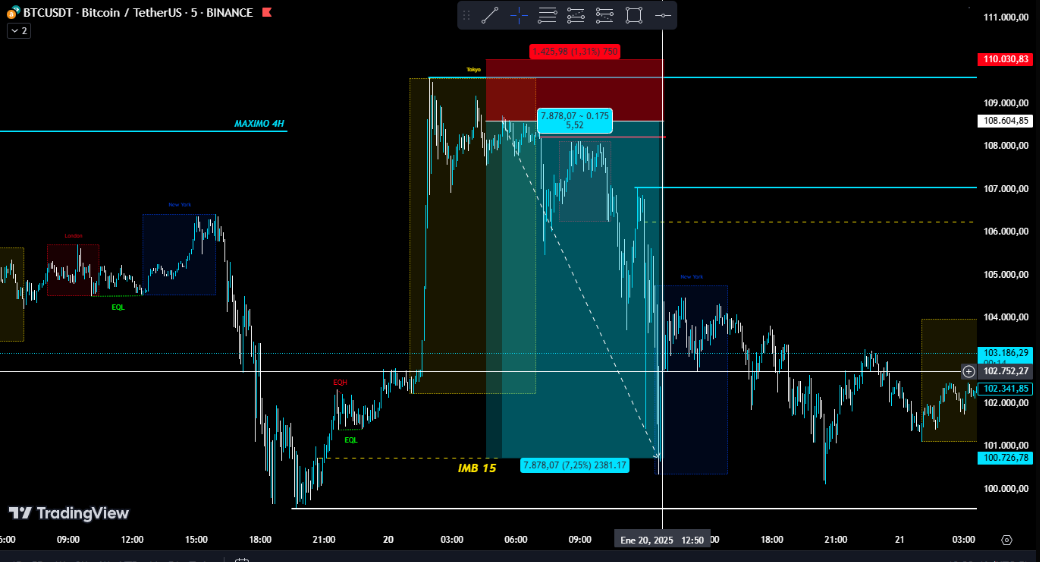 BTCUSDT · Bitcoin / TetherUS · 5 · BINANCE
2
111.000,00
1.425,98 (1,31%) 750
110.030,83
Tokyo
109.000,00
7.878,07 ~ 0.175
5,52
108.604,85
MAXIMO 4H
108.000,00
107.000,00
New York
106.000,00
London
105.000,00
New York
EQL
104.000,00
103.186,29
102.752,27
EQH
102.341,85
102.000,00
EQL
101.000,00
IMB 15
7.878,07 (7,25%) 2381.17
100.726,78
100.000,00
TradingView
6:00 09:00 12:00 15:00 18:00 21:00 20 03:00 06:00 09:00 Ene 20, 2025 12:50 :00 18:00 21:00 21 03:00